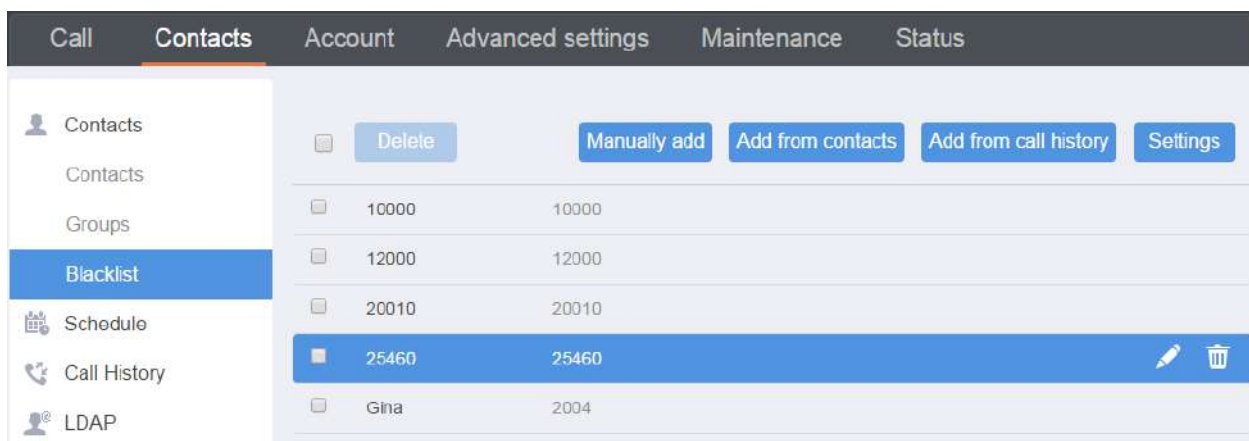 Call Contacts Account Advanced settings Maintenance Status
Contacts
Contacts
Groups
Blacklist
Schedule
Call History
LDAP
Delete Manually add Add from contacts Add from call history Settings
10000 10000
12000 12000
20010 20010
25460 25460
Gina 2004